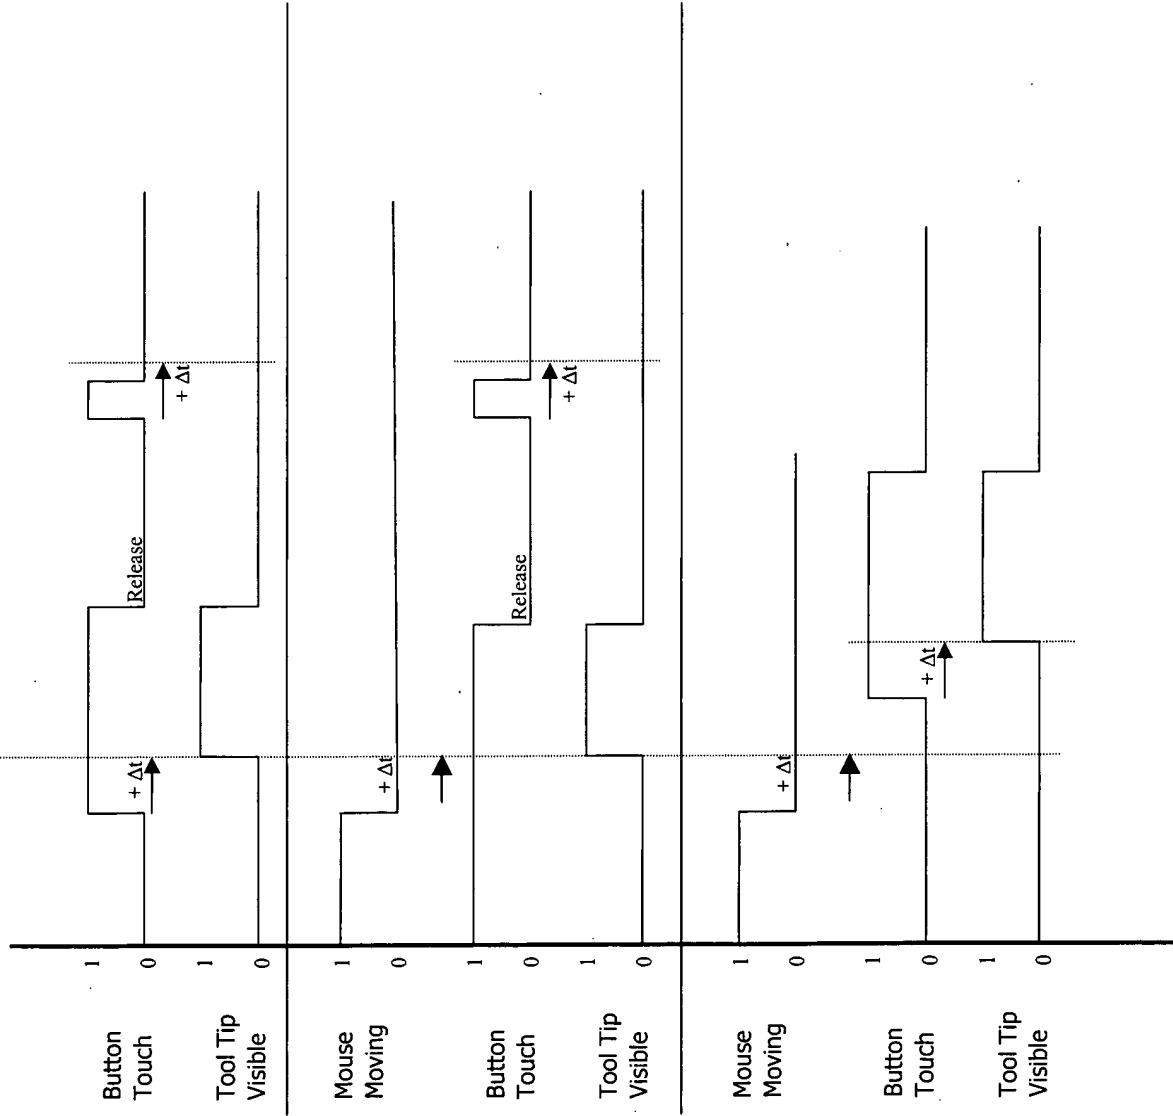 Button
Touch
1
0
+ Δt
Release
+ Δt
Tool Tip
Visible
1
0
Mouse
Moving
1
0
+ Δt
Button
Touch
1
0
Release
+ Δt
Tool Tip
Visible
1
0
Mouse
Moving
1
0
+ Δt
Button
Touch
1
0
+ Δt
Tool Tip
Visible
1
0